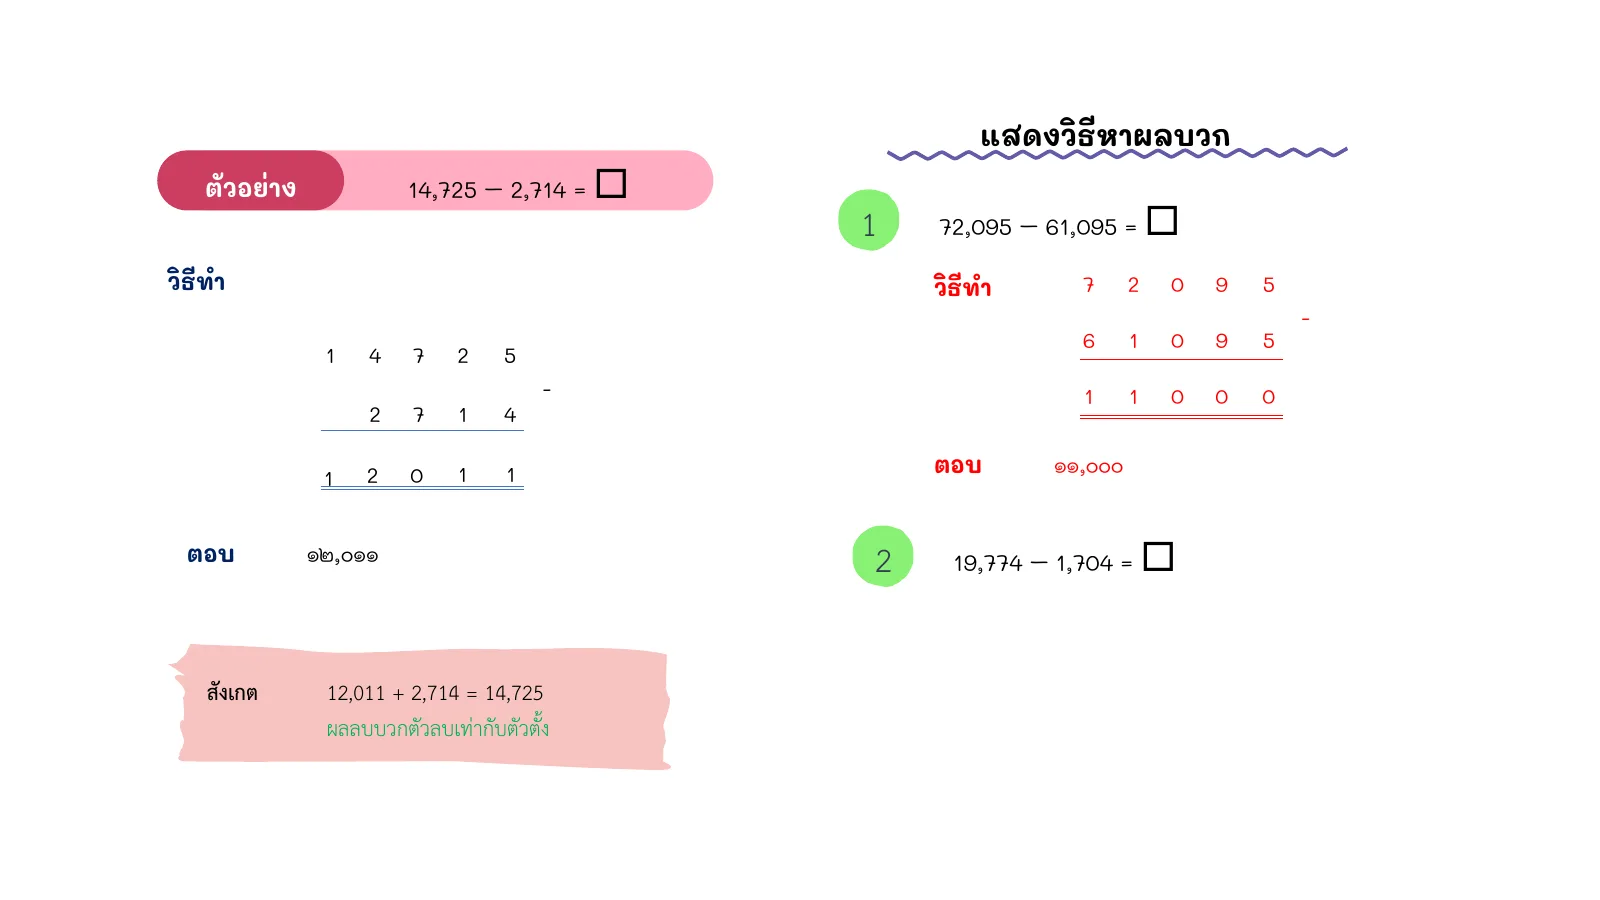 ตัวอย่าง 14,725 – 2,714 = □
วิธีทำ
1 4 7 2 5
-
2 7 1 4
1 2 0 1 1
ตอบ ๑๒,๐๑๑
สังเกต 12,011 + 2,714 = 14,725
ผลลบบวกตัวลบเท่ากับตัวตั้ง
แสดงวิธีหาผลบวก
1 72,095 – 61,095 = □
วิธีทำ 7 2 0 9 5
-
6 1 0 9 5
1 1 0 0 0
ตอบ ๑๑,๐๐๐
2 19,774 – 1,704 = □